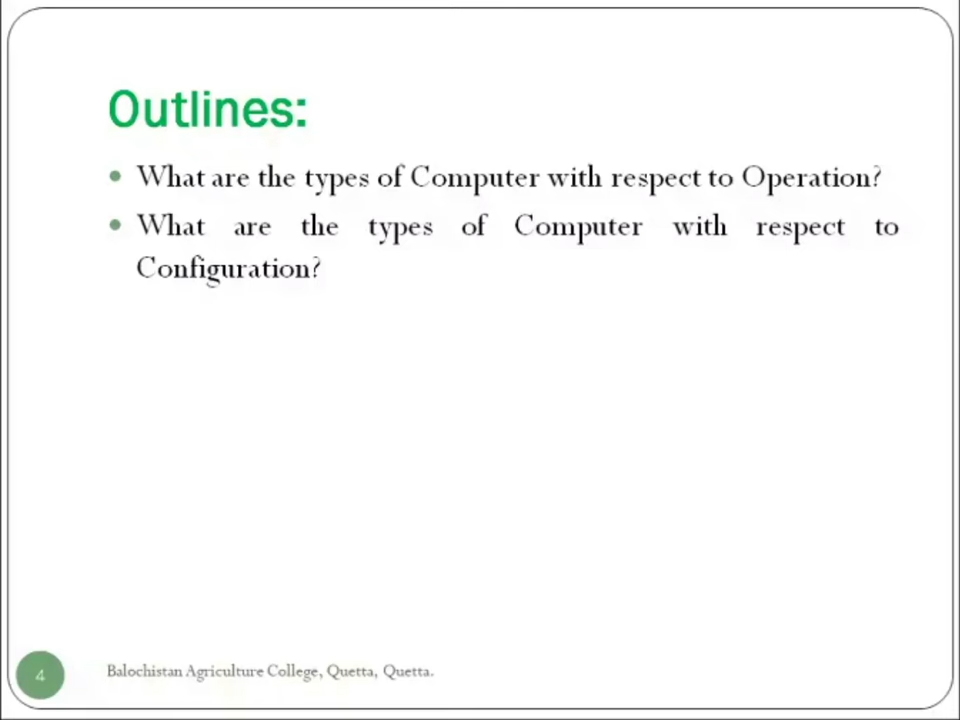 Outlines:
• What are the types of Computer with respect to Operation?
• What are the types of Computer with respect to
Configuration?
4
Balochistan Agriculture College, Quetta, Quetta.